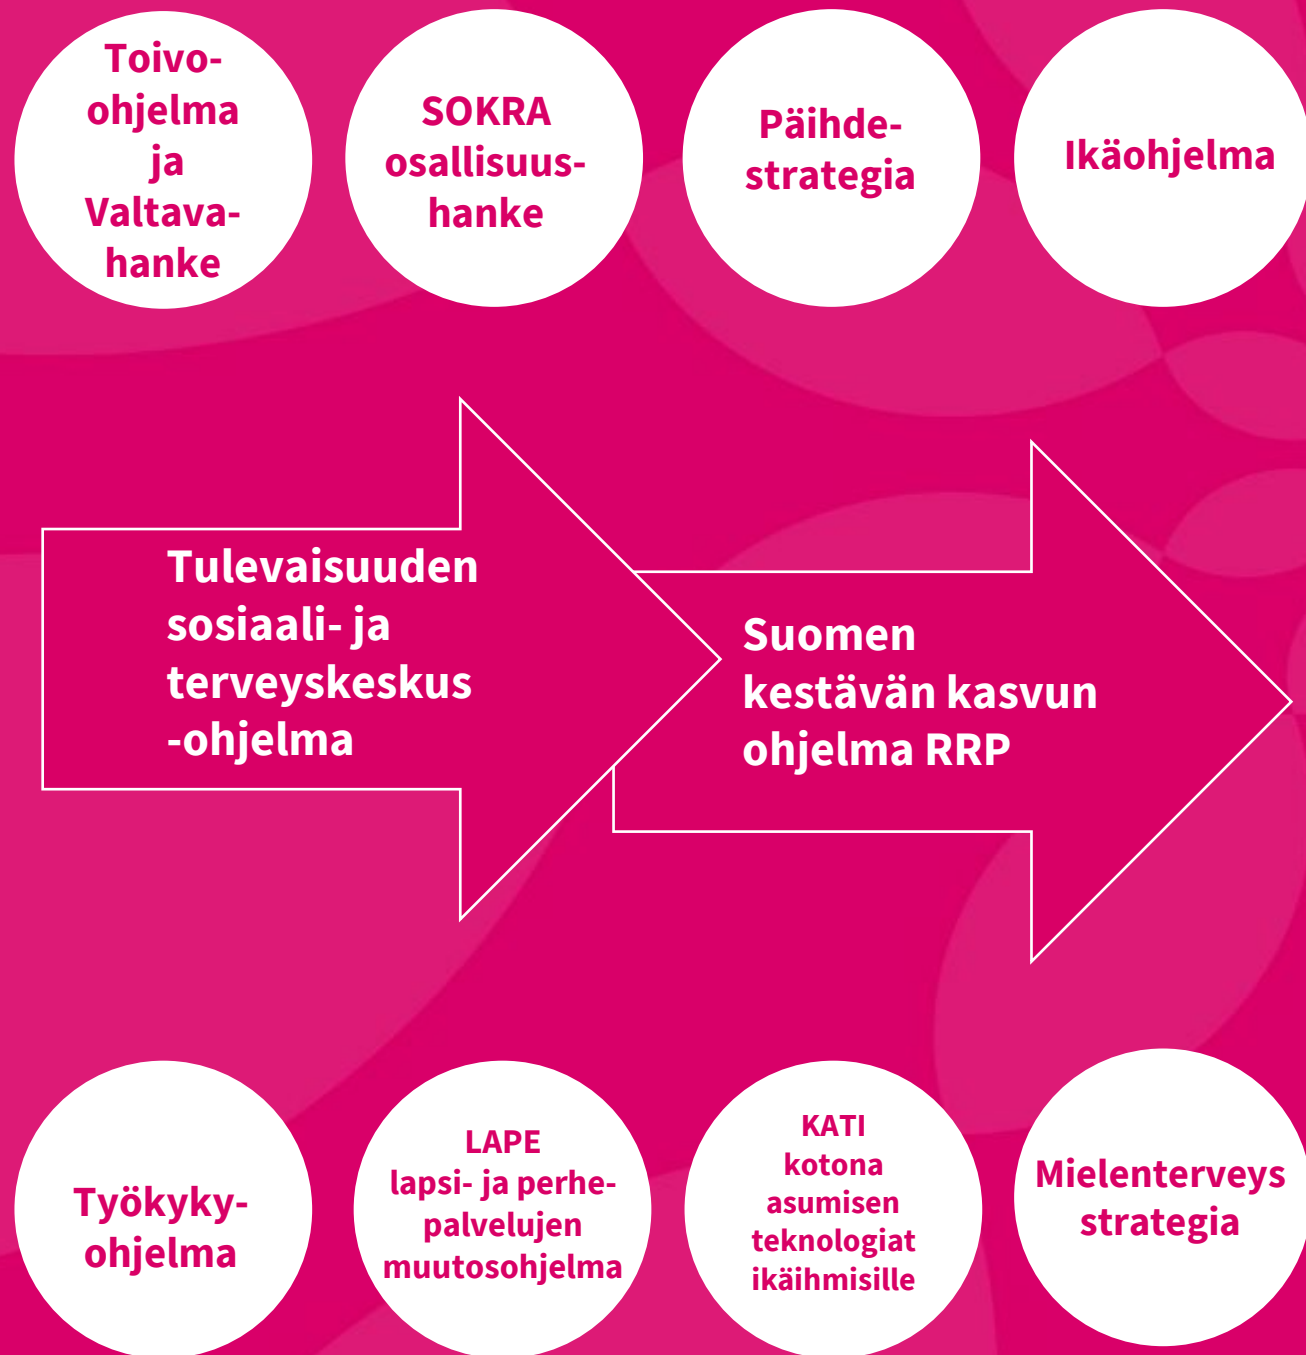 Toivo-
ohjelma
ja
Valtava-
hanke
SOKRA
osallisuus-
hanke
Päihde-
strategia
Ikäohjelma
Tulevaisuuden
sosiaali- ja
terveyskeskus
-ohjelma
Suomen
kestävän kasvun
ohjelma RRP
Työkyky-
ohjelma
LAPE
lapsi- ja perhe-
palvelujen
muutosohjelma
KATI
kotona
asumisen
teknologiat
ikäihmisille
Mielenterveys
strategia